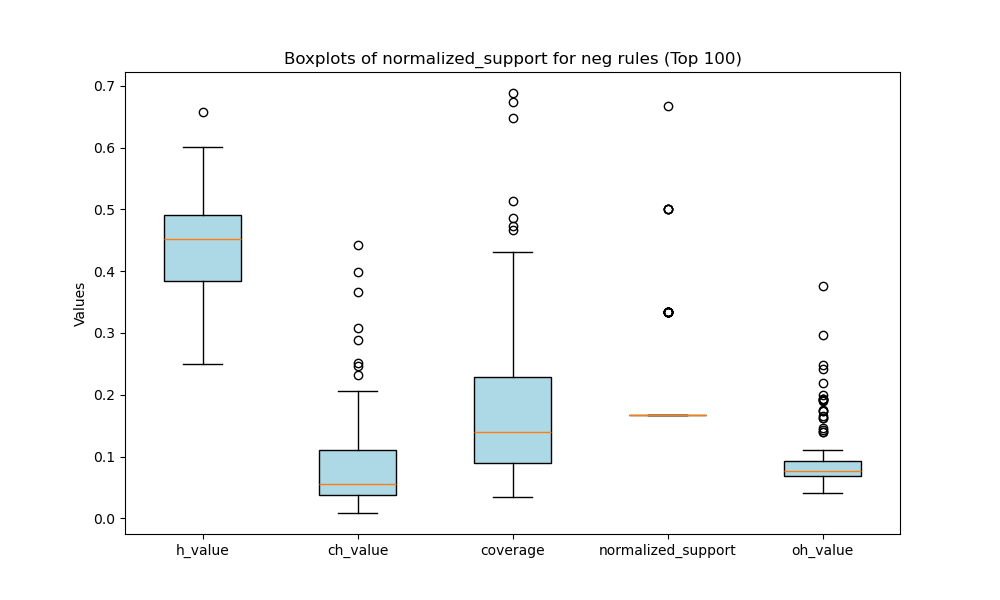 Boxplots of normalized_support for neg rules (Top 100)
0.7
0.6
0.5
0.4
0.3
0.2
0.1
0.0
Values
h_value
ch_value
coverage
normalized_support
oh_value